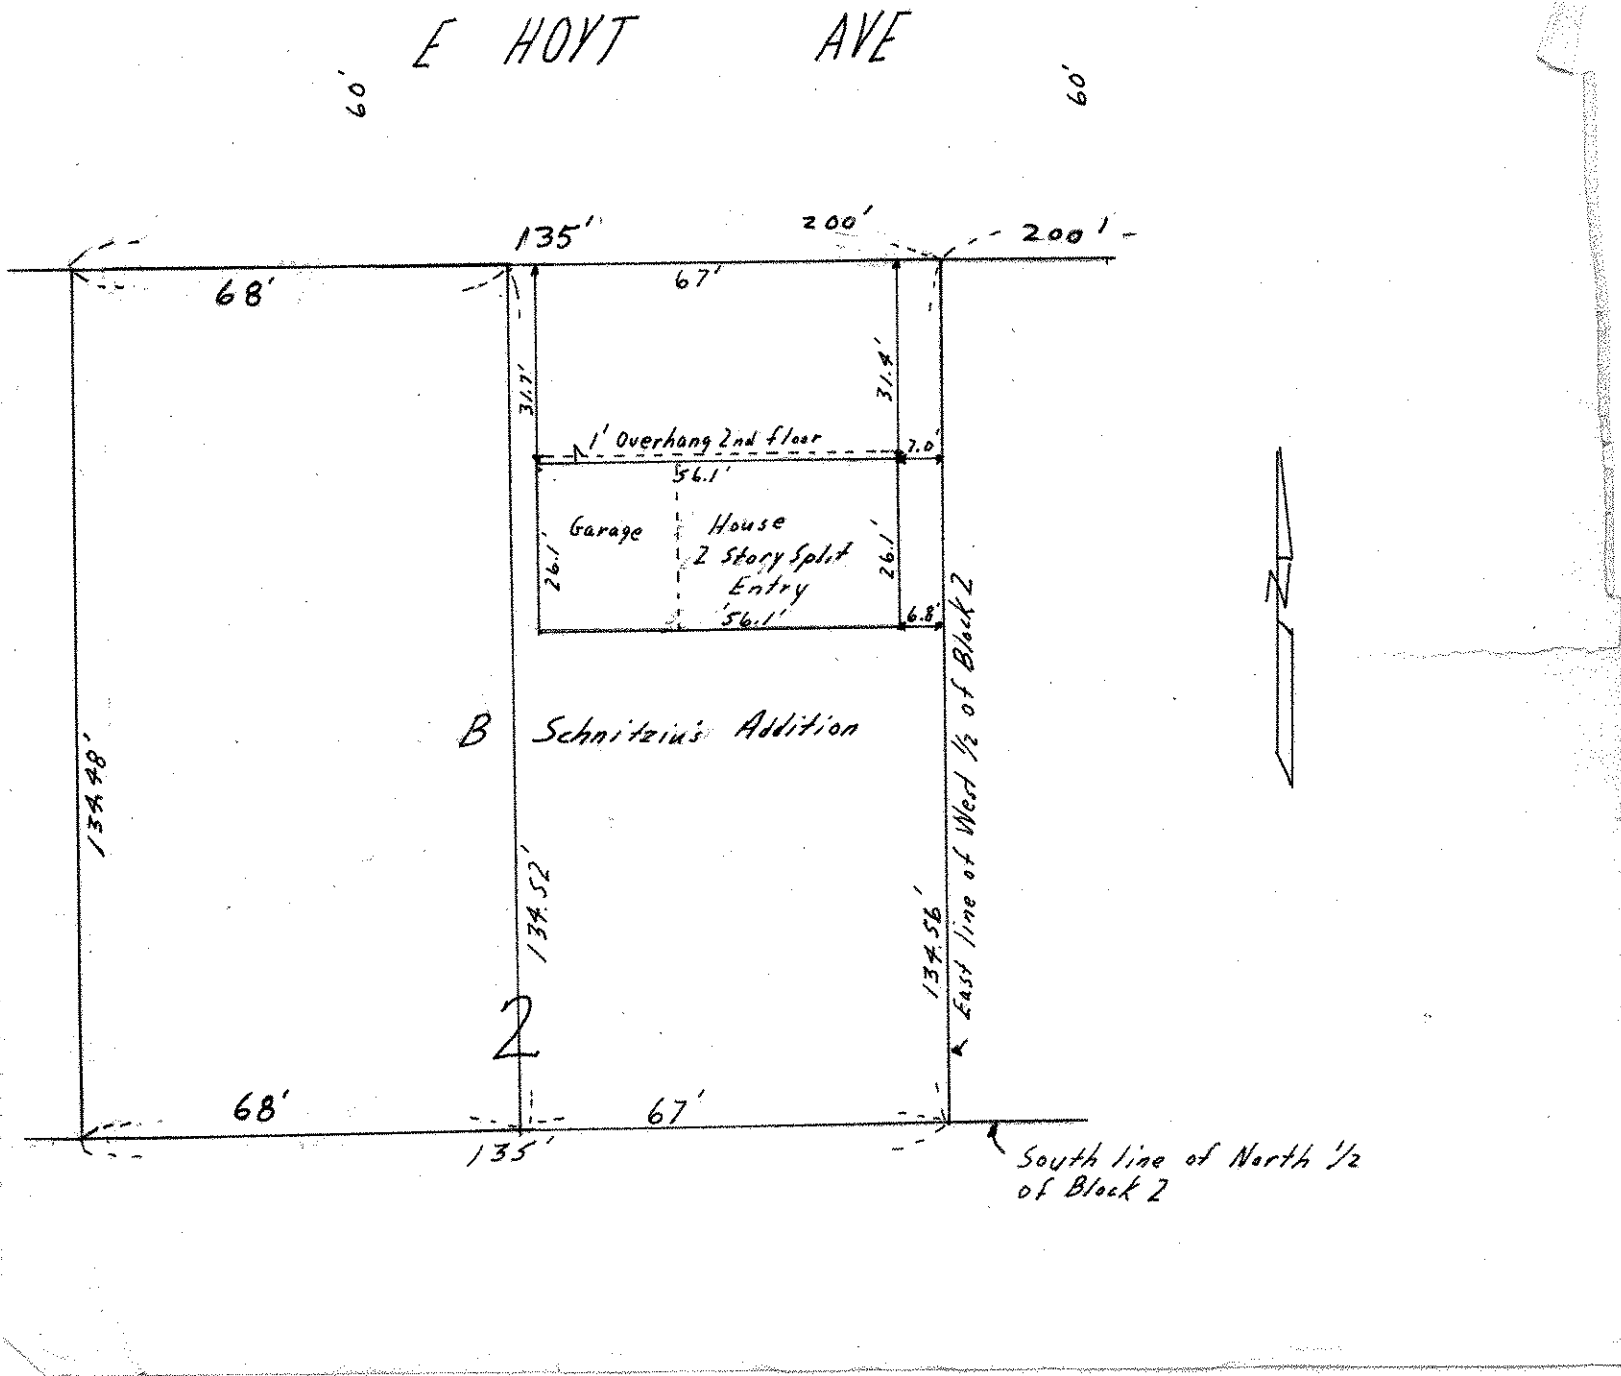 E HOYT AVE
60' 60'
135' 200' 200'
68' 67'
31.7' 31.4'
1' Overhang 2nd floor 7.0'
56.1'
Garage House
2 Story Split
Entry
26.1' 26.1'
56.1' 6.8'
B Schnitzius Addition
East line of West 1/2 of Block 2
134.48' 134.52' 134.56'
2
N
68' 67'
135'
South line of North 1/2
of Block 2